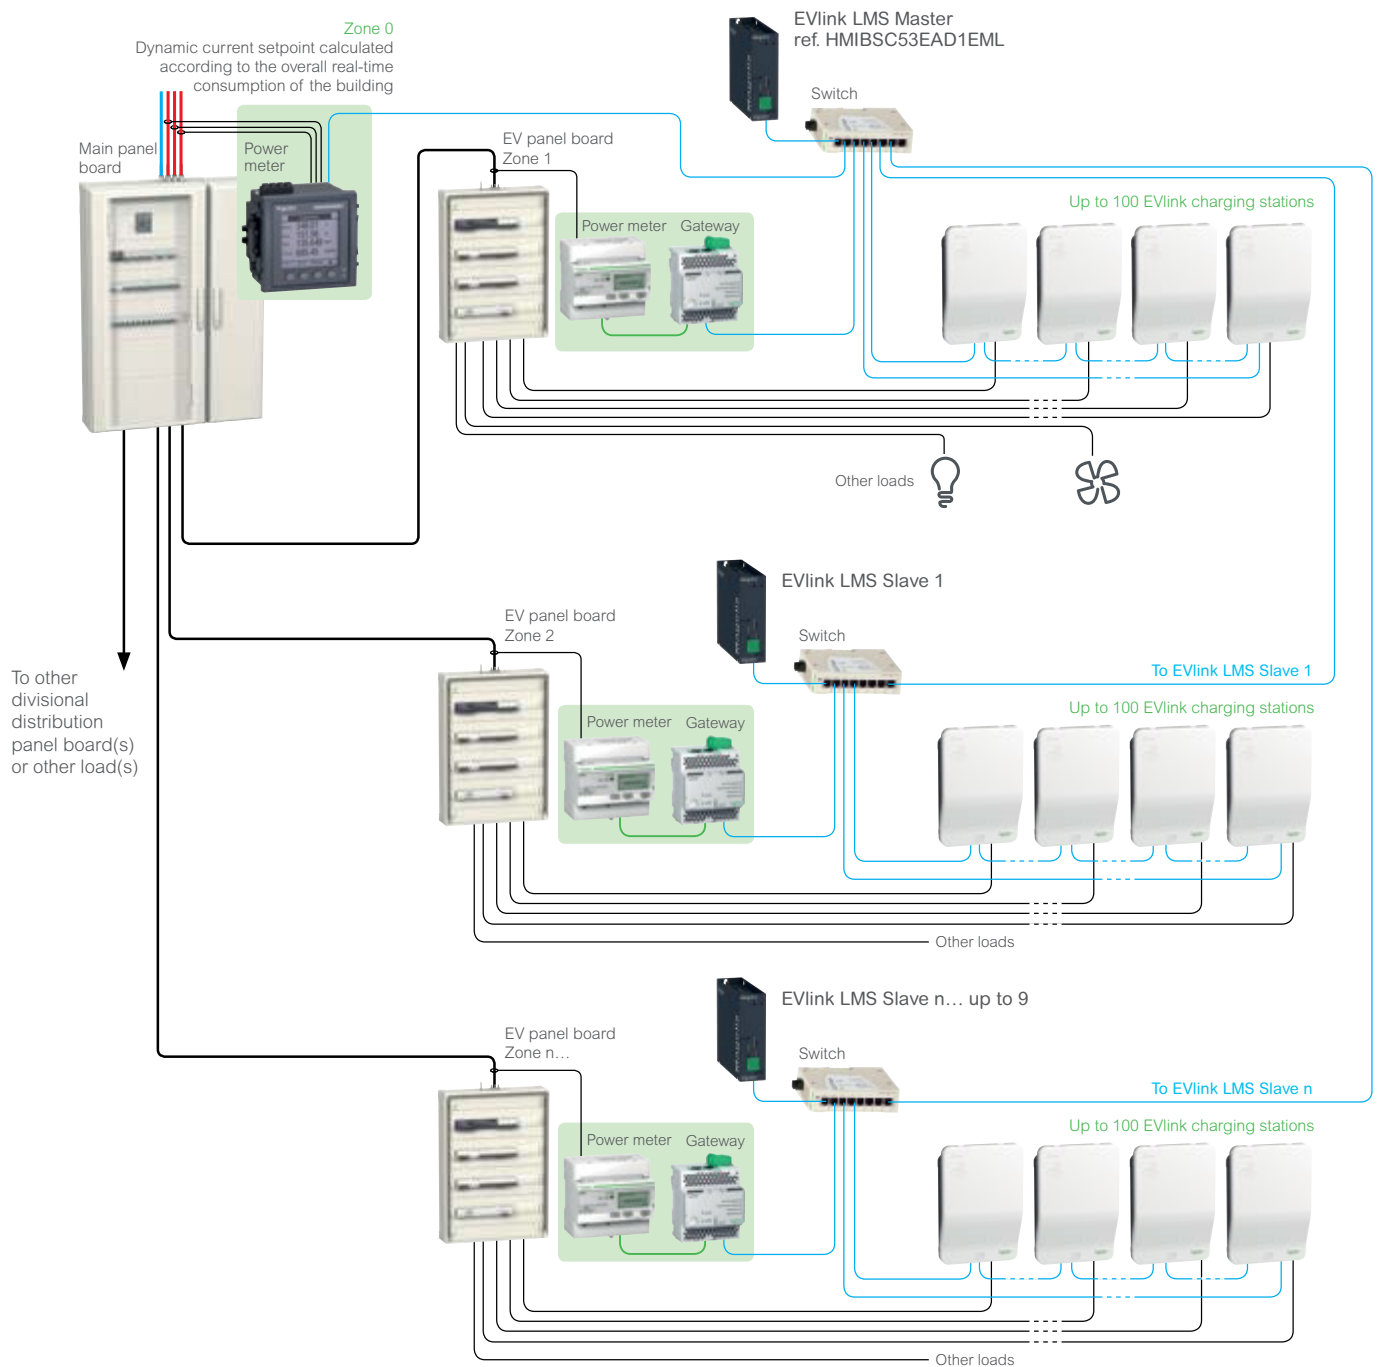 Zone 0
Dynamic current setpoint calculated
according to the overall real-time
consumption of the building
EVlink LMS Master
ref. HMIBSC53EAD1EML
Switch
Main panel
board
Power
meter
EV panel board
Zone 1
Power meter
Gateway
Up to 100 EVlink charging stations
Other loads
EVlink LMS Slave 1
Switch
EV panel board
Zone 2
To EVlink LMS Slave 1
To other
divisional
distribution
panel board(s)
or other load(s)
Power meter
Gateway
Up to 100 EVlink charging stations
Other loads
EVlink LMS Slave n... up to 9
EV panel board
Zone n...
Switch
To EVlink LMS Slave n
Power meter
Gateway
Up to 100 EVlink charging stations
Other loads